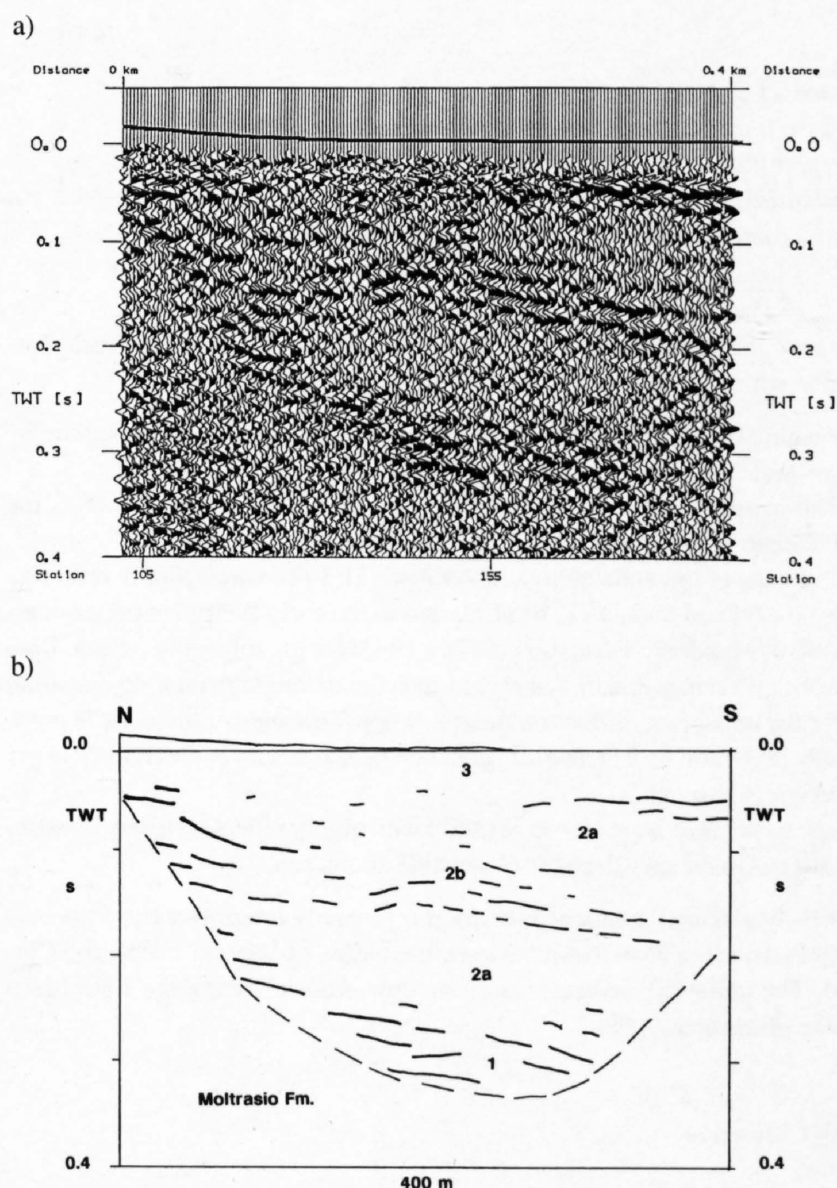 a)
Distance 0 km 0.4 km Distance
0.0 0.0
0.1 0.1
0.2 0.2
TWT [s] TWT [s]
0.3 0.3
0.4 0.4
Station 105 155 Station
b)
N S
0.0 0.0
3
TWT 2a TWT
2b
s s
2a
1
Moltrasio Fm.
0.4 0.4
400 m